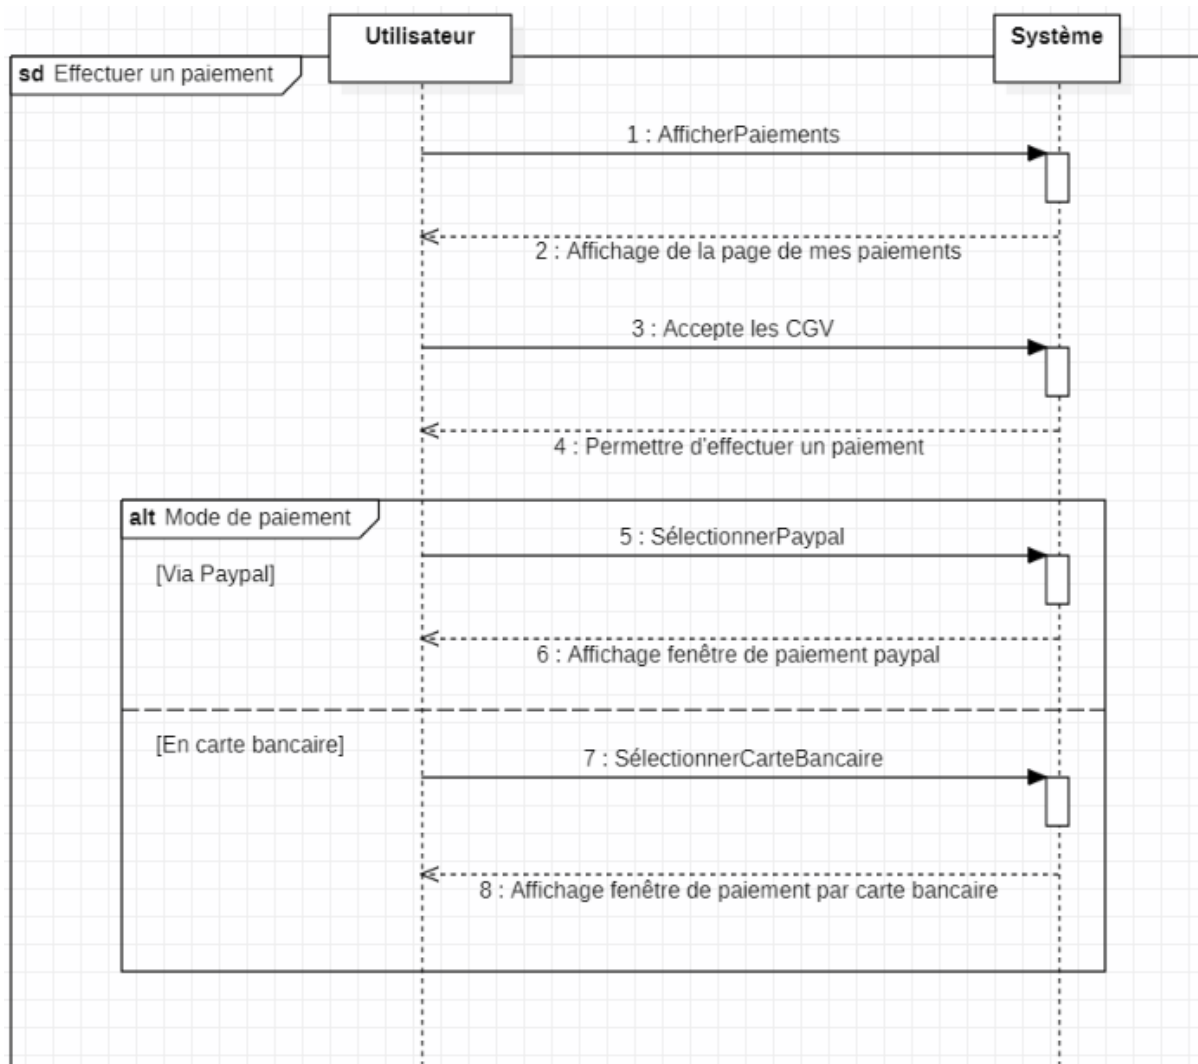 Utilisateur
Système
sd Effectuer un paiement
1 : AfficherPaiements
2 : Affichage de la page de mes paiements
3 : Accepte les CGV
4 : Permettre d'effectuer un paiement
alt Mode de paiement
5 : SélectionnerPaypal
[Via Paypal]
6 : Affichage fenêtre de paiement paypal
[En carte bancaire]
7 : SélectionnerCarteBancaire
8 : Affichage fenêtre de paiement par carte bancaire